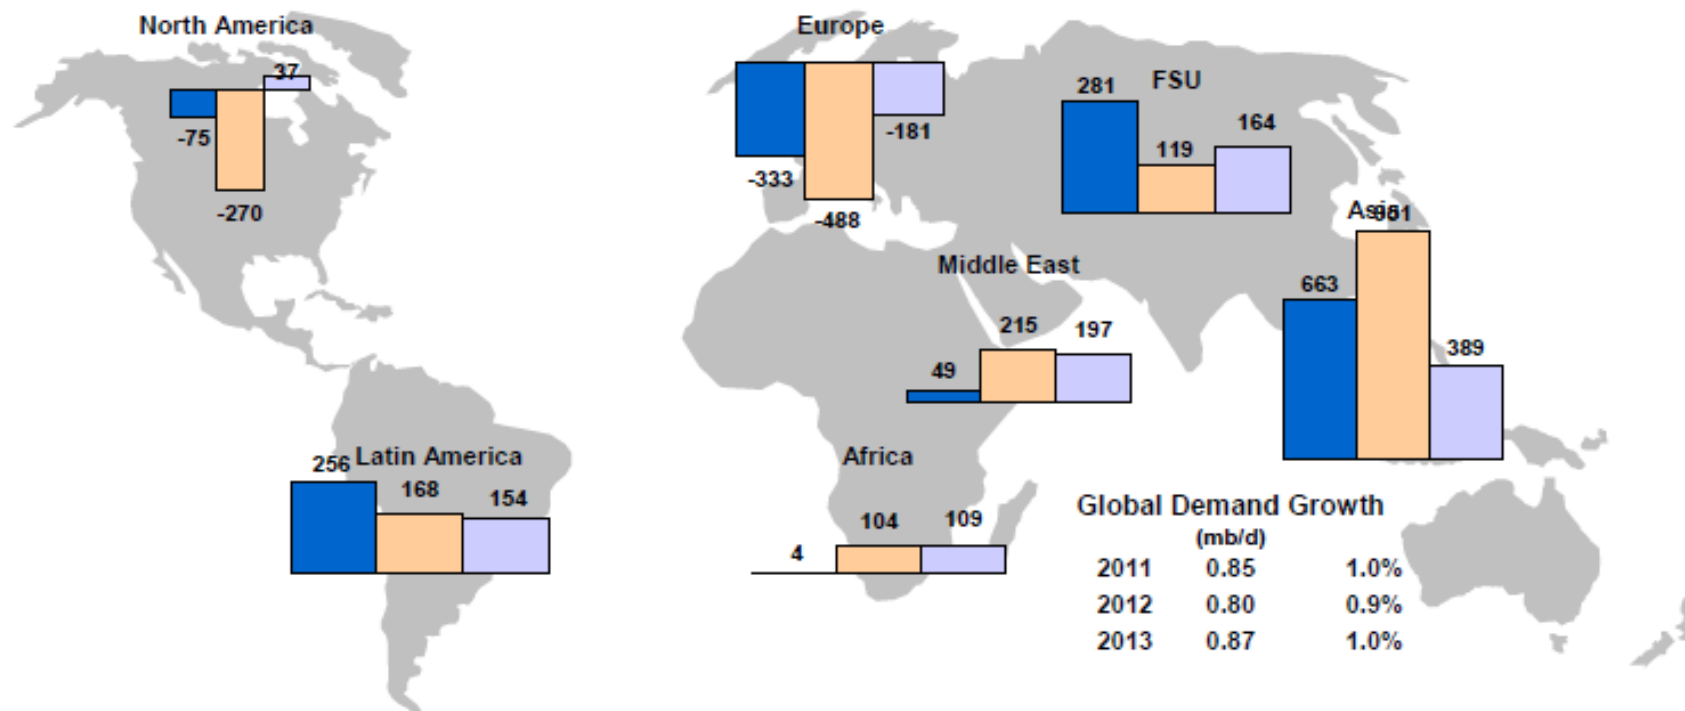 North America
37
-75
-270
Europe
-333
-488
-181
FSU
281
119
164
Asia
951
663
389
Middle East
49
215
197
Latin America
256
168
154
Africa
4
104
109
Global Demand Growth
(mb/d)
2011 0.85 1.0%
2012 0.80 0.9%
2013 0.87 1.0%